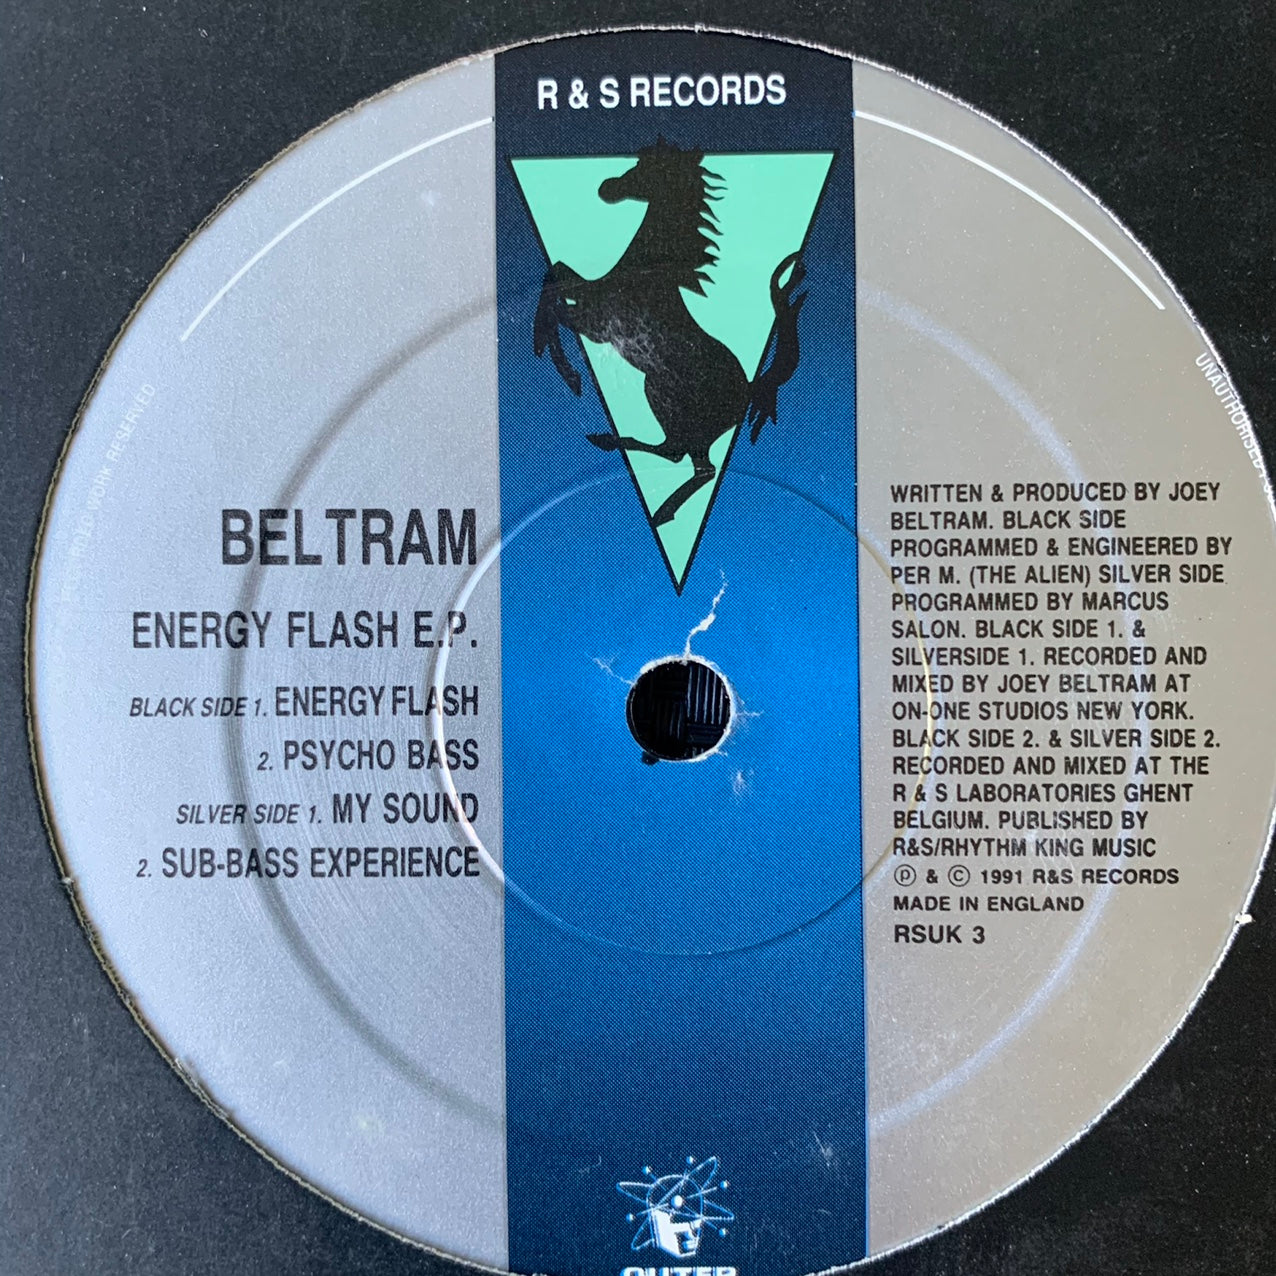 R & S RECORDS
BELTRAM
ENERGY FLASH E.P.
BLACK SIDE 1. ENERGY FLASH
2. PSYCHO BASS
SILVER SIDE 1. MY SOUND
2. SUB-BASS EXPERIENCE
WRITTEN & PRODUCED BY JOEY
BELTRAM. BLACK SIDE
PROGRAMMED & ENGINEERED BY
PER M. (THE ALIEN) SILVER SIDE
PROGRAMMED BY MARCUS
SALON. BLACK SIDE 1. &
SILVERSIDE 1. RECORDED AND
MIXED BY JOEY BELTRAM AT
ON-ONE STUDIOS NEW YORK.
BLACK SIDE 2. & SILVER SIDE 2.
RECORDED AND MIXED AT THE
R & S LABORATORIES GHENT
BELGIUM. PUBLISHED BY
R&S/RHYTHM KING MUSIC
℗ & © 1991 R&S RECORDS
MADE IN ENGLAND
RSUK 3
WORK RESERVED
UNAUTHORISED
OUTER